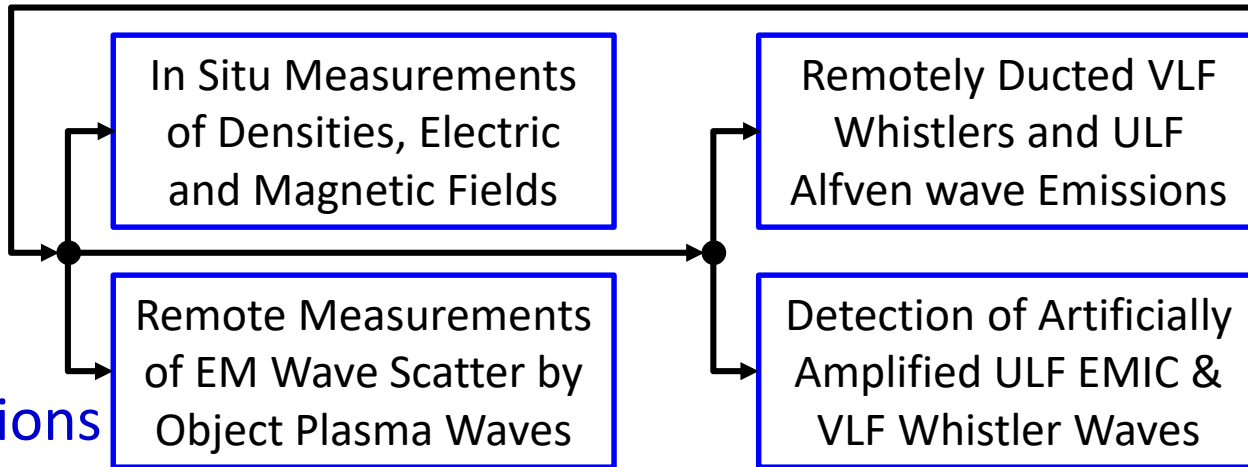 In Situ Measurements
of Densities, Electric
and Magnetic Fields
Remotely Ducted VLF
Whistlers and ULF
Alfven wave Emissions
Remote Measurements
of EM Wave Scatter by
Object Plasma Waves
Detection of Artificially
Amplified ULF EMIC &
VLF Whistler Waves
ions